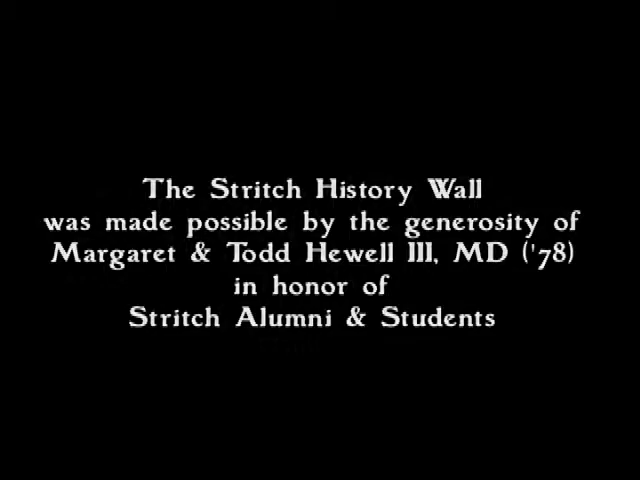 The Stritch History Wall
was made possible by the generosity of
Margaret & Todd Hewell III, MD ('78)
in honor of
Stritch Alumni & Students